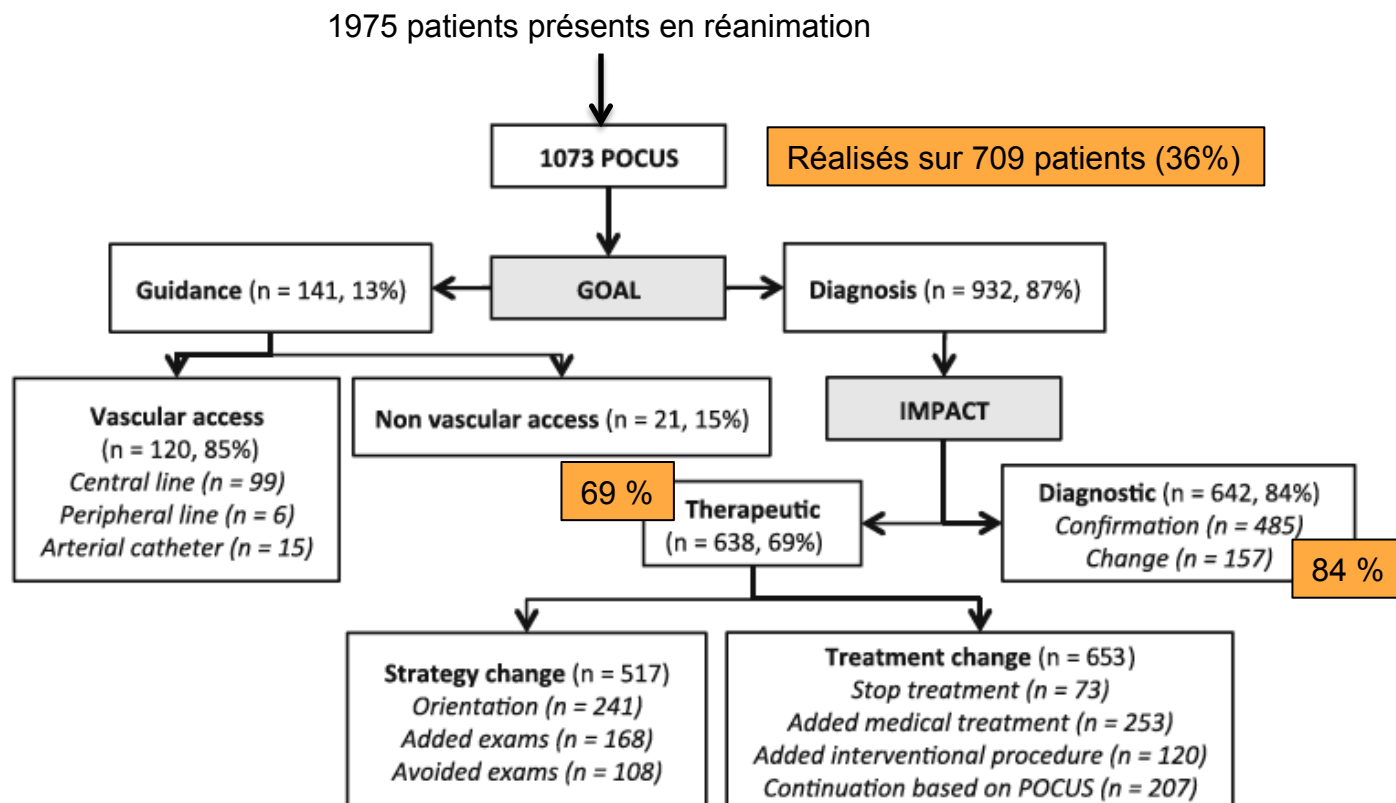 1975 patients présents en réanimation
1073 POCUS
Réalisés sur 709 patients (36%)
Guidance (n = 141, 13%)
GOAL
Diagnosis (n = 932, 87%)
Vascular access
(n = 120, 85%)
Central line (n = 99)
Peripheral line (n = 6)
Arterial catheter (n = 15)
Non vascular access (n = 21, 15%)
IMPACT
69 %
Therapeutic
(n = 638, 69%)
Diagnostic (n = 642, 84%)
Confirmation (n = 485)
Change (n = 157)
84 %
Strategy change (n = 517)
Orientation (n = 241)
Added exams (n = 168)
Avoided exams (n = 108)
Treatment change (n = 653)
Stop treatment (n = 73)
Added medical treatment (n = 253)
Added interventional procedure (n = 120)
Continuation based on POCUS (n = 207)